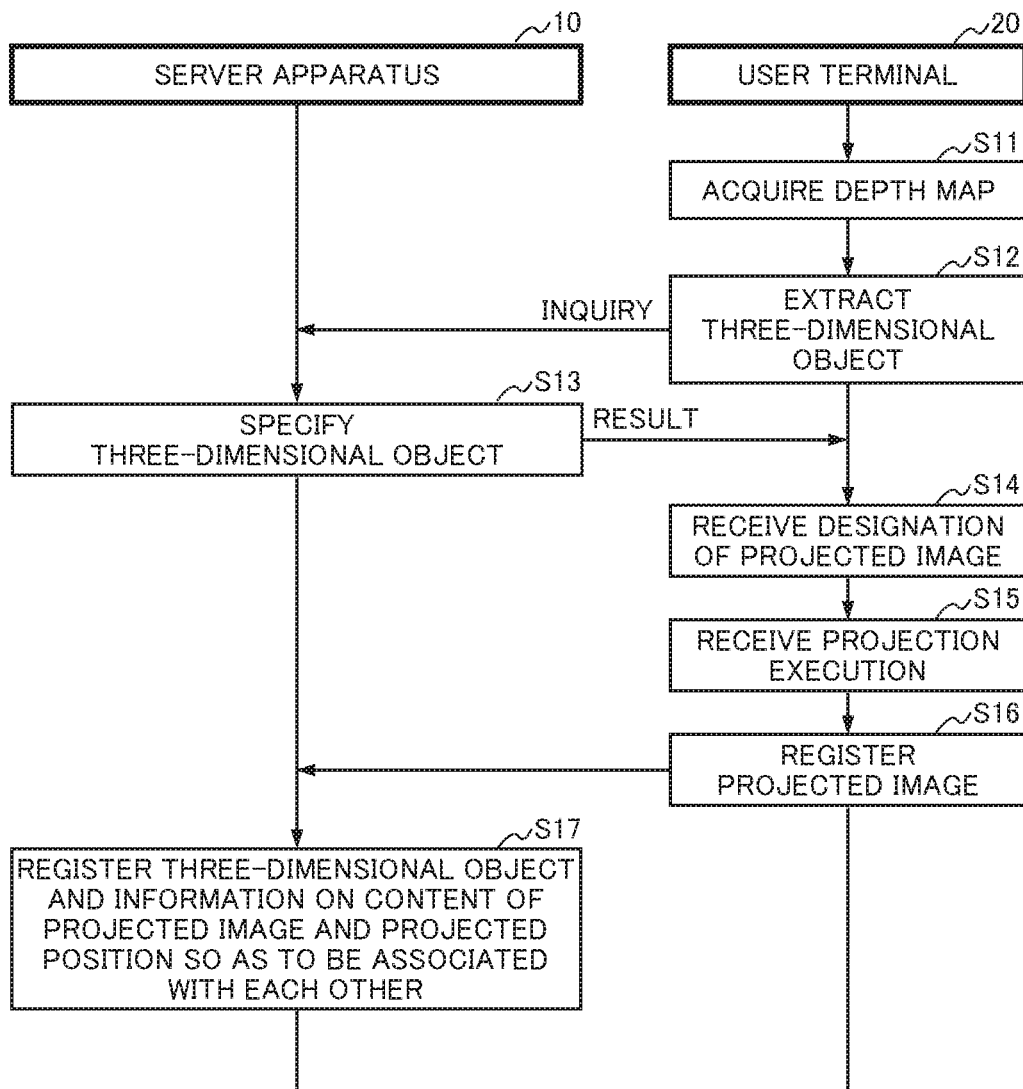 10
20
SERVER APPARATUS
USER TERMINAL
S11
ACQUIRE DEPTH MAP
S12
EXTRACT
THREE-DIMENSIONAL
OBJECT
INQUIRY
S13
SPECIFY
THREE-DIMENSIONAL OBJECT
RESULT
S14
RECEIVE DESIGNATION
OF PROJECTED IMAGE
S15
RECEIVE PROJECTION
EXECUTION
S16
REGISTER
PROJECTED IMAGE
S17
REGISTER THREE-DIMENSIONAL OBJECT
AND INFORMATION ON CONTENT OF
PROJECTED IMAGE AND PROJECTED
POSITION SO AS TO BE ASSOCIATED
WITH EACH OTHER